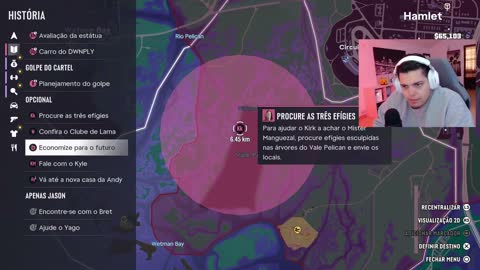 HISTÓRIA
Hamlet
$65,103
Avaliação da estátua
Carro do DWNPLY
GOLPE DO CARTEL
Planejamento do golpe
OPCIONAL
Procure as três efígies
Confira o Clube de Lama
Economize para o futuro
Fale com o Kyle
Vá até a nova casa da Andy
APENAS JASON
Encontre-se com o Bret
Ajude o Yago
Rio Pelican
6.45 km
Wetman Bay
PROCURE AS TRÊS EFÍGIES
Para ajudar o Kirk a achar o Mister
Manguezal, procure efígies esculpidas
nas árvores do Vale Pelican e envie os
locais.
RECENTRALIZAR
VISUALIZAÇÃO 2D
DEFINIR DESTINO
FECHAR MENU